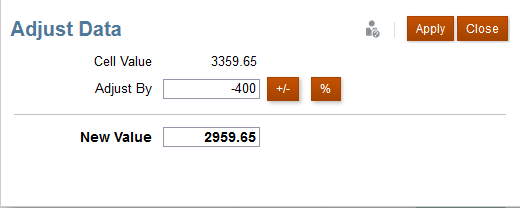 Adjust Data Apply Close
Cell Value 3359.65
Adjust By -400 +/- %
New Value 2959.65